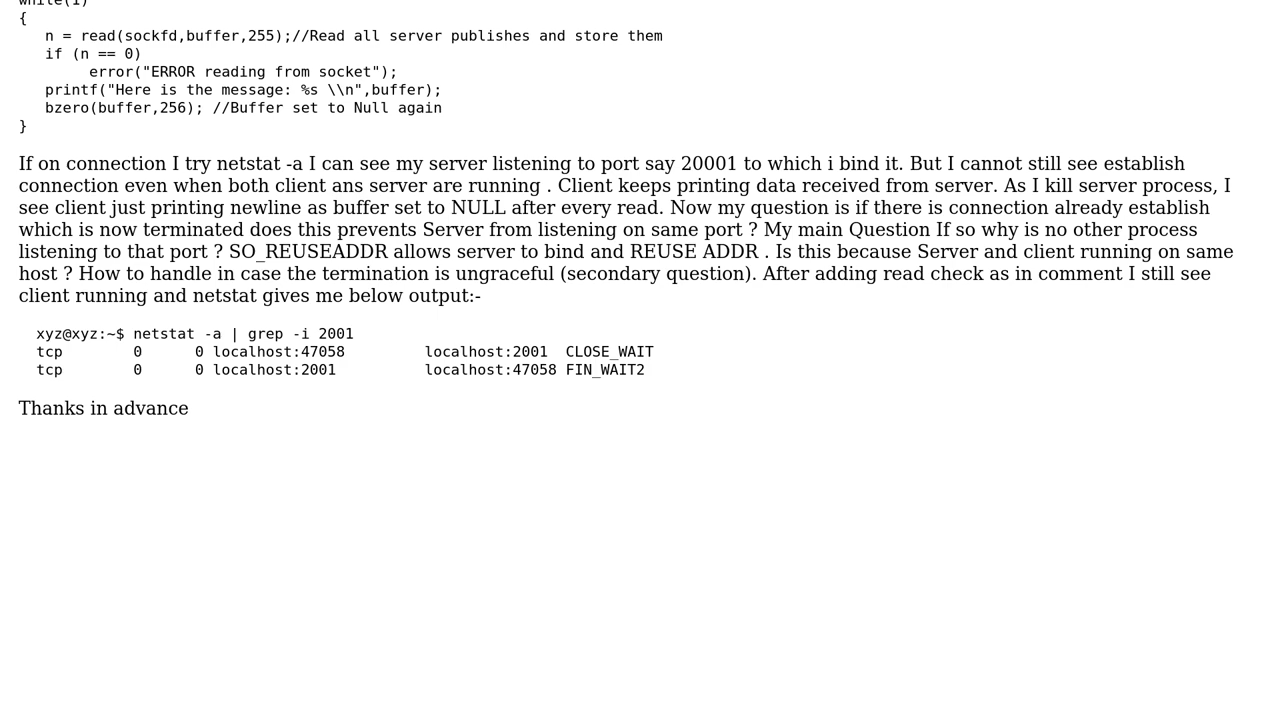 while(1)
{
   n = read(sockfd,buffer,255);//Read all server publishes and store them
   if (n == 0)
        error("ERROR reading from socket");
   printf("Here is the message: %s \\n",buffer);
   bzero(buffer,256); //Buffer set to Null again
}
If on connection I try netstat -a I can see my server listening to port say 20001 to which i bind it. But I cannot still see establish
connection even when both client ans server are running . Client keeps printing data received from server. As I kill server process, I
see client just printing newline as buffer set to NULL after every read. Now my question is if there is connection already establish
which is now terminated does this prevents Server from listening on same port ? My main Question If so why is no other process
listening to that port ? SO_REUSEADDR allows server to bind and REUSE ADDR . Is this because Server and client running on same
host ? How to handle in case the termination is ungraceful (secondary question). After adding read check as in comment I still see
client running and netstat gives me below output:-
  xyz@xyz:~$ netstat -a | grep -i 2001
  tcp        0      0 localhost:47058         localhost:2001  CLOSE_WAIT
  tcp        0      0 localhost:2001          localhost:47058 FIN_WAIT2
Thanks in advance